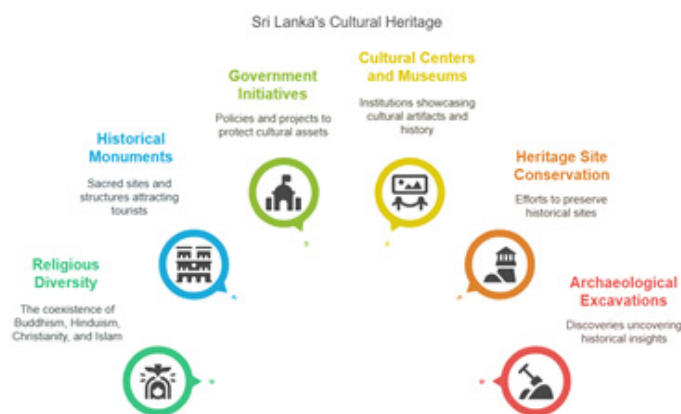 Sri Lanka's Cultural Heritage
Cultural Centers
and Museums
Institutions showcasing
cultural artifacts and
history
Government
Initiatives
Policies and projects to
protect cultural assets
Historical
Monuments
Sacred sites and
structures attracting
tourists
Heritage Site
Conservation
Efforts to preserve
historical sites
Religious
Diversity
The coexistence of
Buddhism, Hinduism,
Christianity, and Islam
Archaeological
Excavations
Discoveries uncovering
historical insights